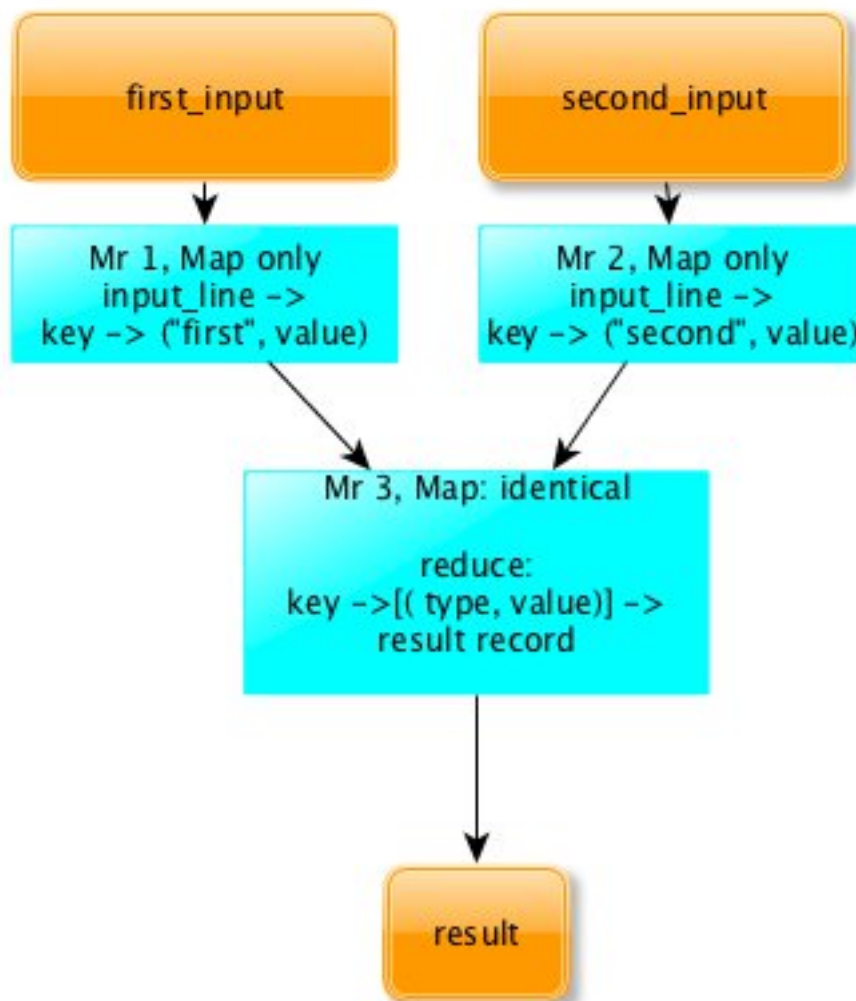 first_input
second_input
Mr 1, Map only
input_line ->
key -> ("first", value)
Mr 2, Map only
input_line ->
key -> ("second", value)
Mr 3, Map: identical
reduce:
key ->[( type, value)] ->
result record
result